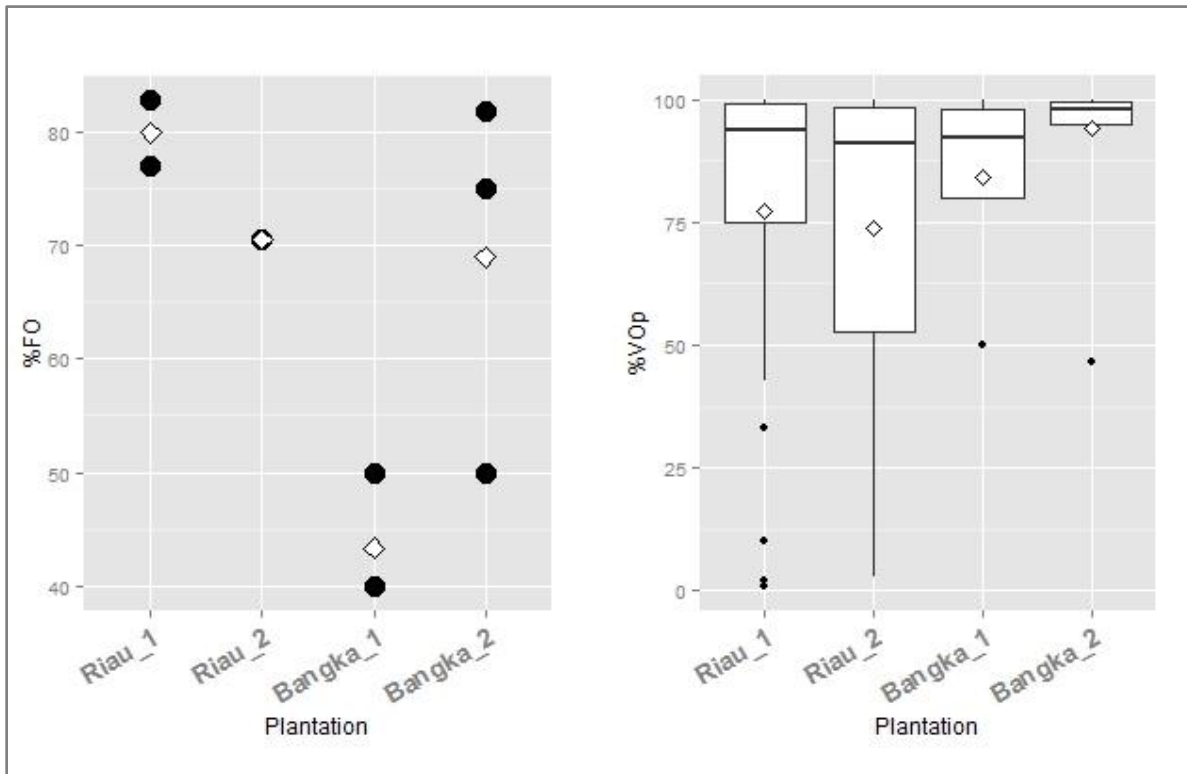 %FO
80
70
60
50
40
Riau_1
Riau_2
Bangka_1
Bangka_2
Plantation
%VOp
100
75
50
25
0
Riau_1
Riau_2
Bangka_1
Bangka_2
Plantation